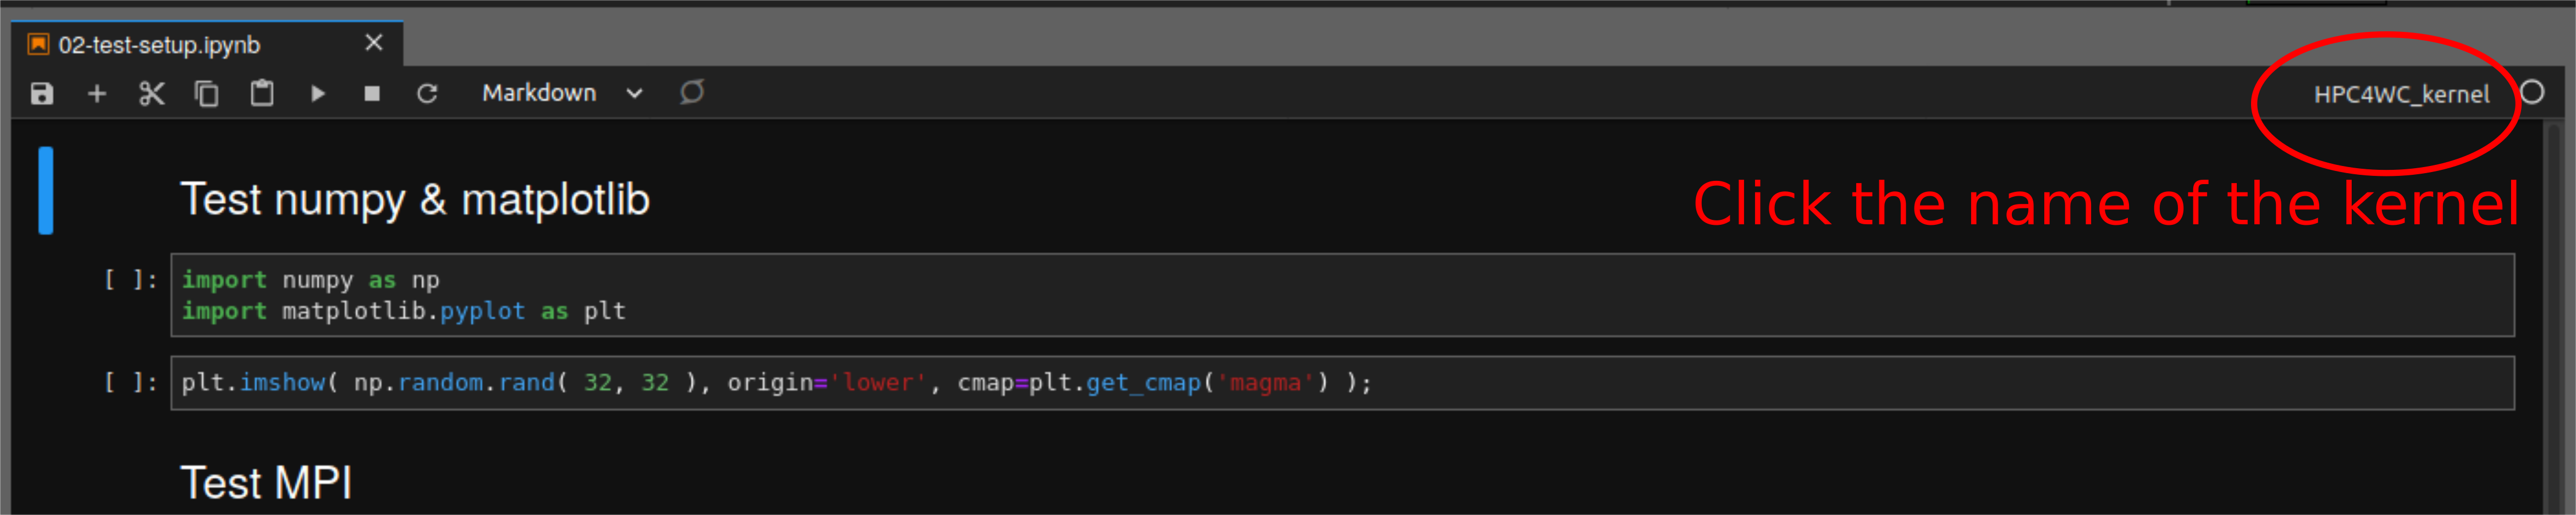 02-test-setup.ipynb
Markdown
HPC4WC_kernel
Test numpy & matplotlib
Click the name of the kernel
[ ]: import numpy as np
import matplotlib.pyplot as plt
[ ]: plt.imshow( np.random.rand( 32, 32 ), origin='lower', cmap=plt.get_cmap('magma') );
Test MPI